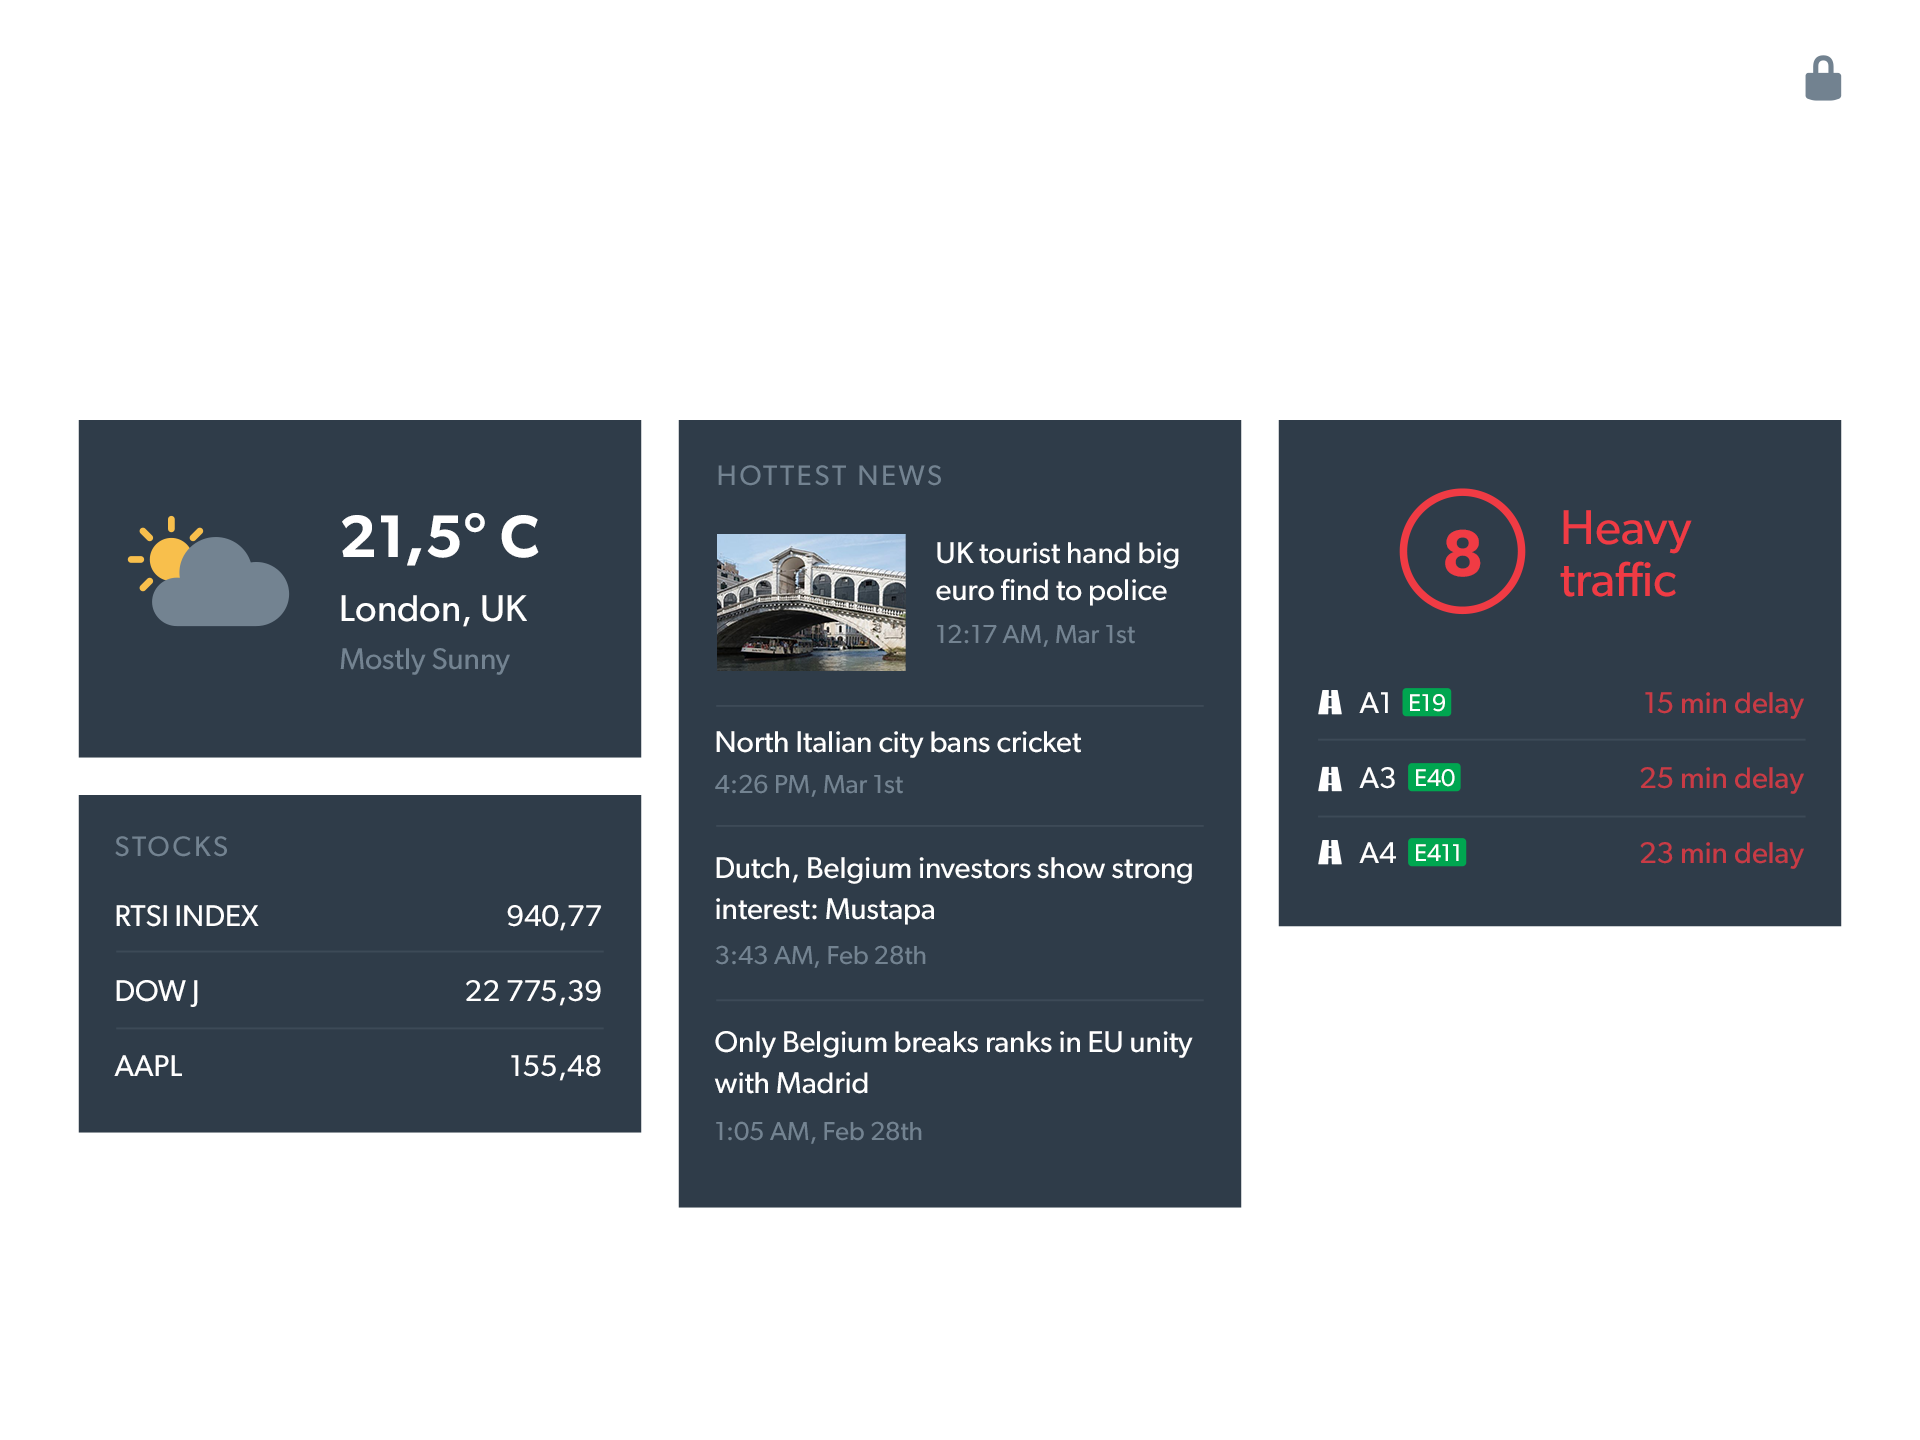 21,5° C
London, UK
Mostly Sunny
STOCKS
RTSI INDEX 940,77
DOW J 22 775,39
AAPL 155,48
HOTTEST NEWS
UK tourist hand big
euro find to police
12:17 AM, Mar 1st
North Italian city bans cricket
4:26 PM, Mar 1st
Dutch, Belgium investors show strong
interest: Mustapa
3:43 AM, Feb 28th
Only Belgium breaks ranks in EU unity
with Madrid
1:05 AM, Feb 28th
8
Heavy
traffic
A1 E19 15 min delay
A3 E40 25 min delay
A4 E411 23 min delay